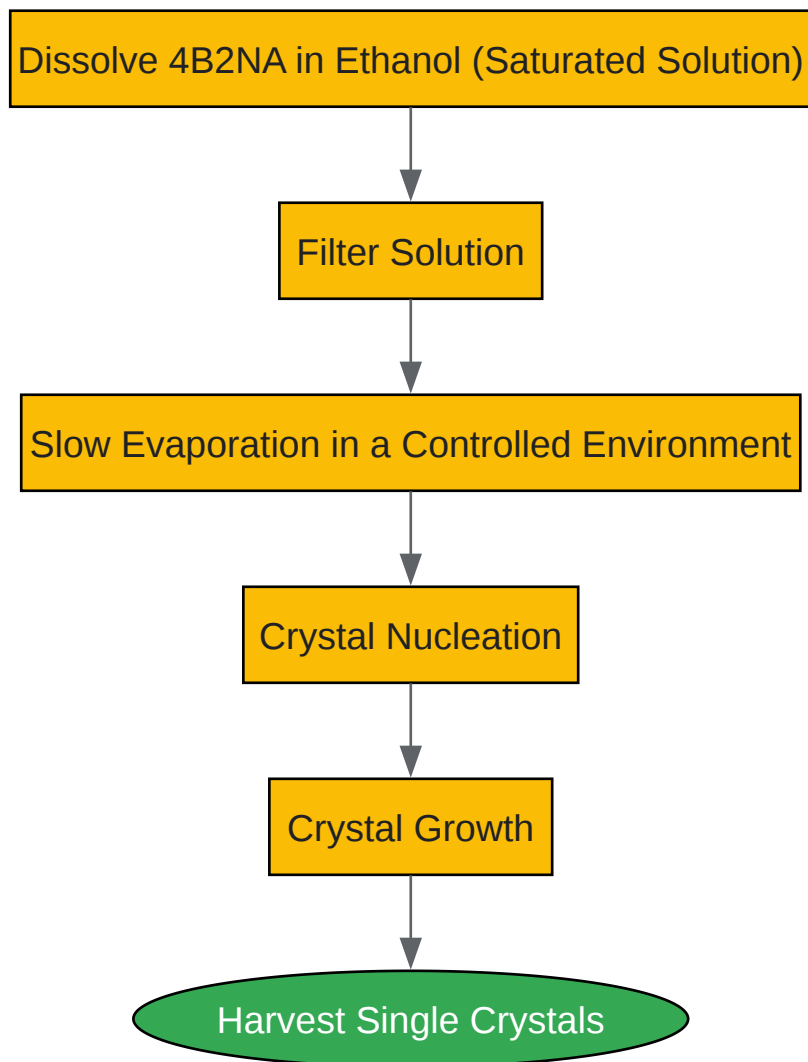 Dissolve 4B2NA in Ethanol (Saturated Solution)
Filter Solution
Slow Evaporation in a Controlled Environment
Crystal Nucleation
Crystal Growth
Harvest Single Crystals